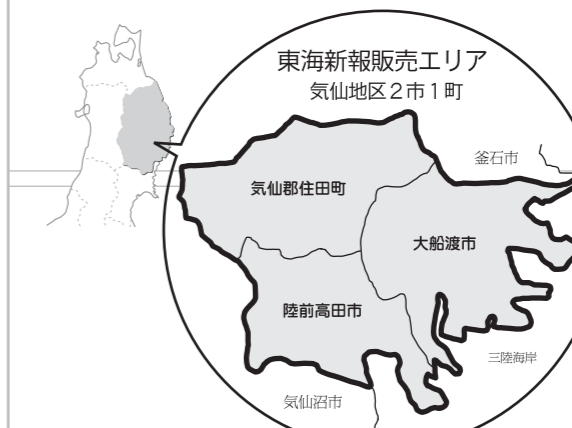 東海新報販売エリア
気仙地区２市１町
釜石市
気仙郡住田町
大船渡市
陸前高田市
三陸海岸
気仙沼市